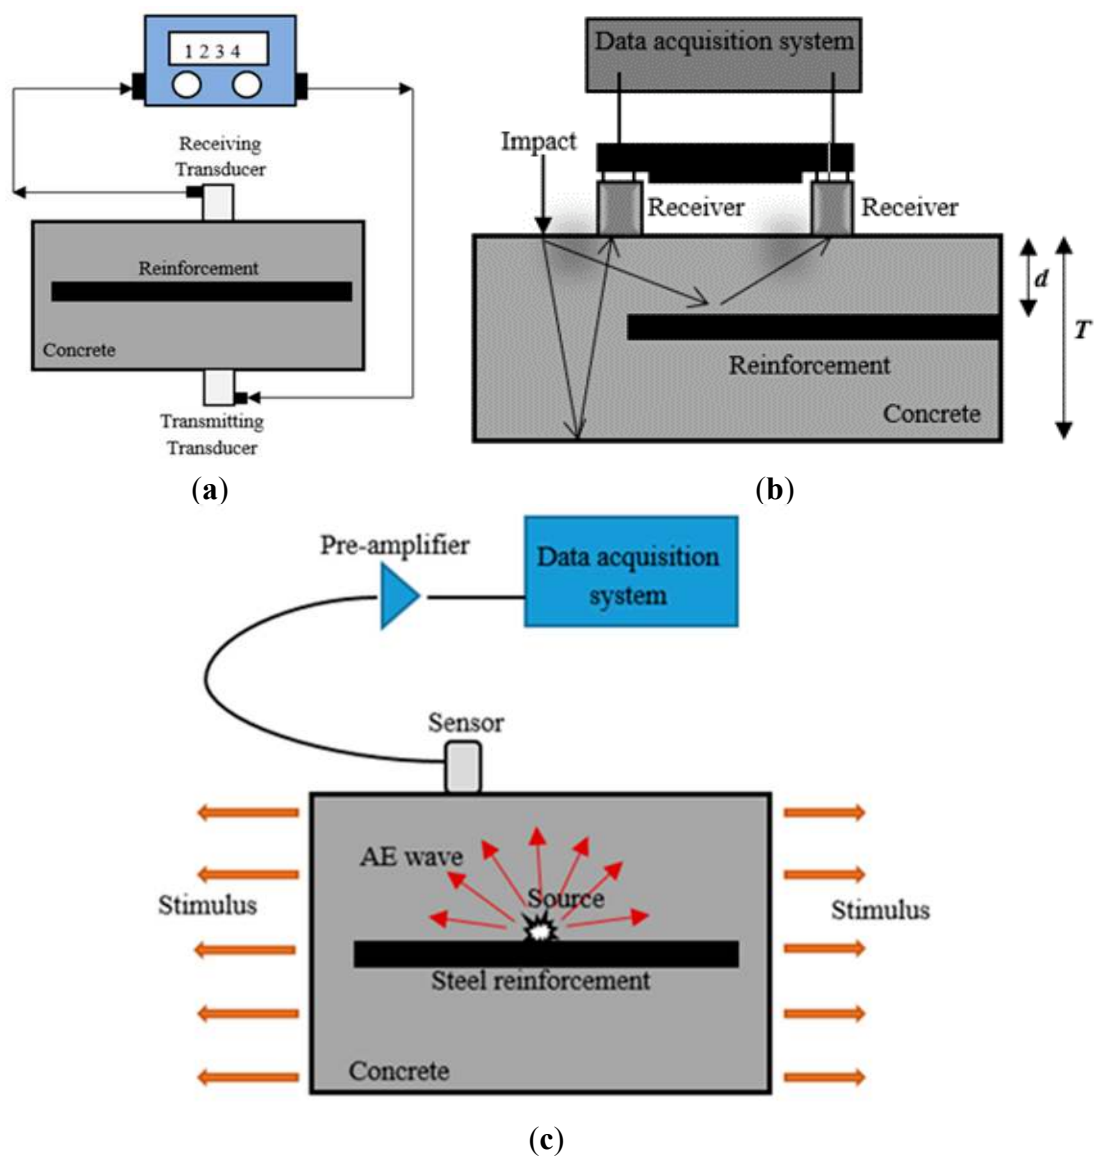 1 2 3 4
Receiving
Transducer
Reinforcement
Concrete
Transmitting
Transducer
(a)
Data acquisition system
Impact
Receiver
Receiver
d
T
Reinforcement
Concrete
(b)
Pre-amplifier
Data acquisition
system
Sensor
AE wave
Source
Stimulus
Stimulus
Steel reinforcement
Concrete
(c)